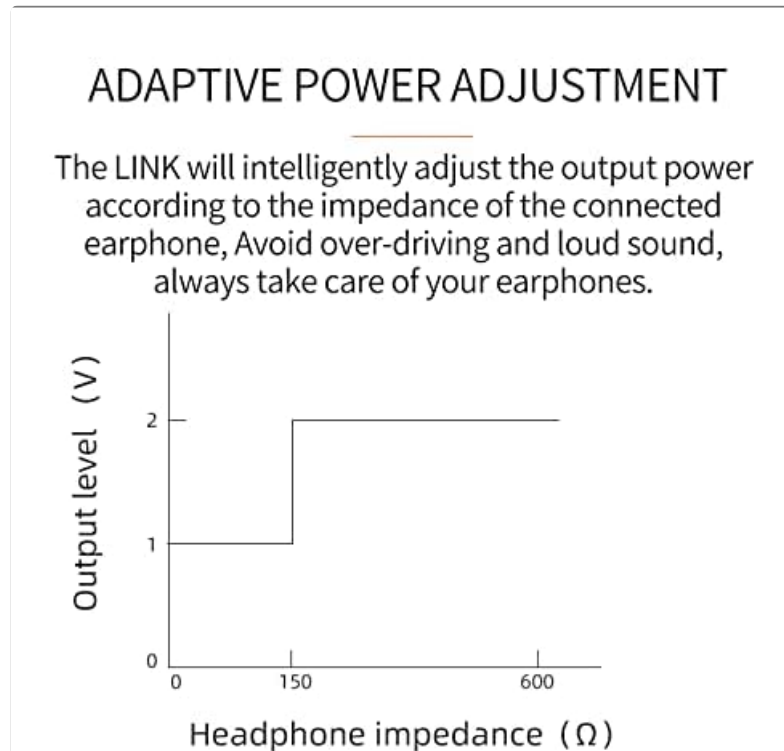 ADAPTIVE POWER ADJUSTMENT
The LINK will intelligently adjust the output power
according to the impedance of the connected
earphone, Avoid over-driving and loud sound,
always take care of your earphones.
Output level (V)
2
1
0
0 150 600
Headphone impedance (Ω)